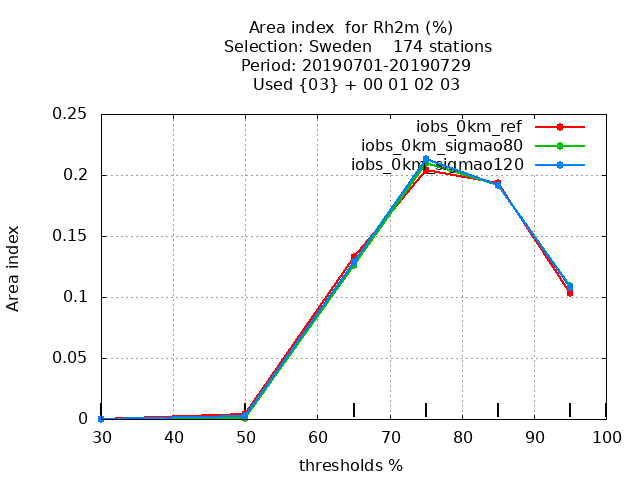 Area index  for Rh2m (%)
Selection: Sweden    174 stations
Period: 20190701-20190729
Used {03} + 00 01 02 03
0.25
iobs_0km_ref
iobs_0km_sigmao80
iobs_0km_sigmao120
0.2
0.15
0.1
0.05
0
Area index
30 40 50 60 70 80 90 100
thresholds %